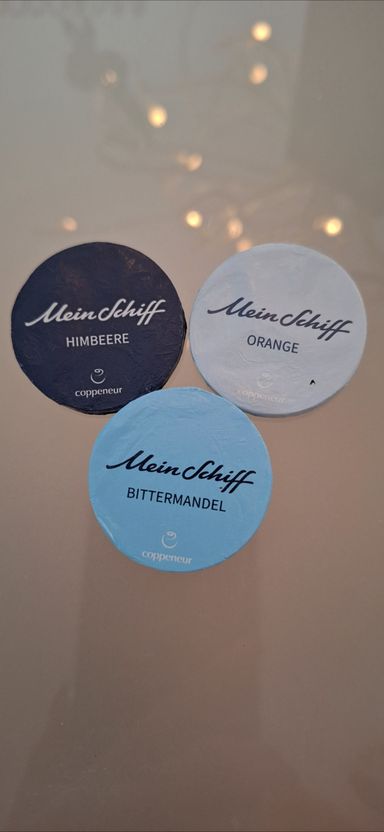 Mein Schiff
HIMBEERE
coppeneur
Mein Schiff
ORANGE
coppeneur
Mein Schiff
BITTERMANDEL
coppeneur